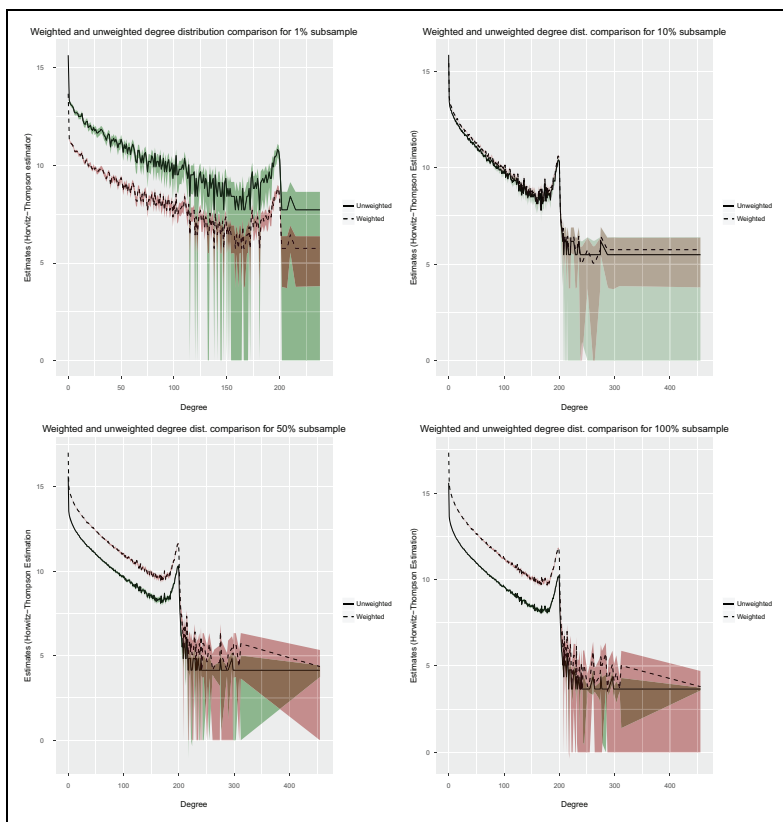 Weighted and unweighted degree distribution comparison for 1% subsample
Estimates (Horwitz−Thompson estimator)
15
10
5
0
0 50 100 150 200
Degree
Unweighted
Weighted
Weighted and unweighted degree dist. comparison for 10% subsample
Estimates (Horwitz−Thompson Estimation)
15
10
5
0
0 100 200 300 400
Degree
Unweighted
Weighted
Weighted and unweighted degree dist. comparison for 50% subsample
Estimates (Horwitz−Thompson Estimation
15
10
5
0
0 100 200 300 400
Degree
Unweighted
Weighted
Weighted and unweighted degree dist. comparison for 100% subsample
Estimates (Horwitz−Thompson Estimation)
15
10
5
0
0 100 200 300 400
Degree
Unweighted
Weighted